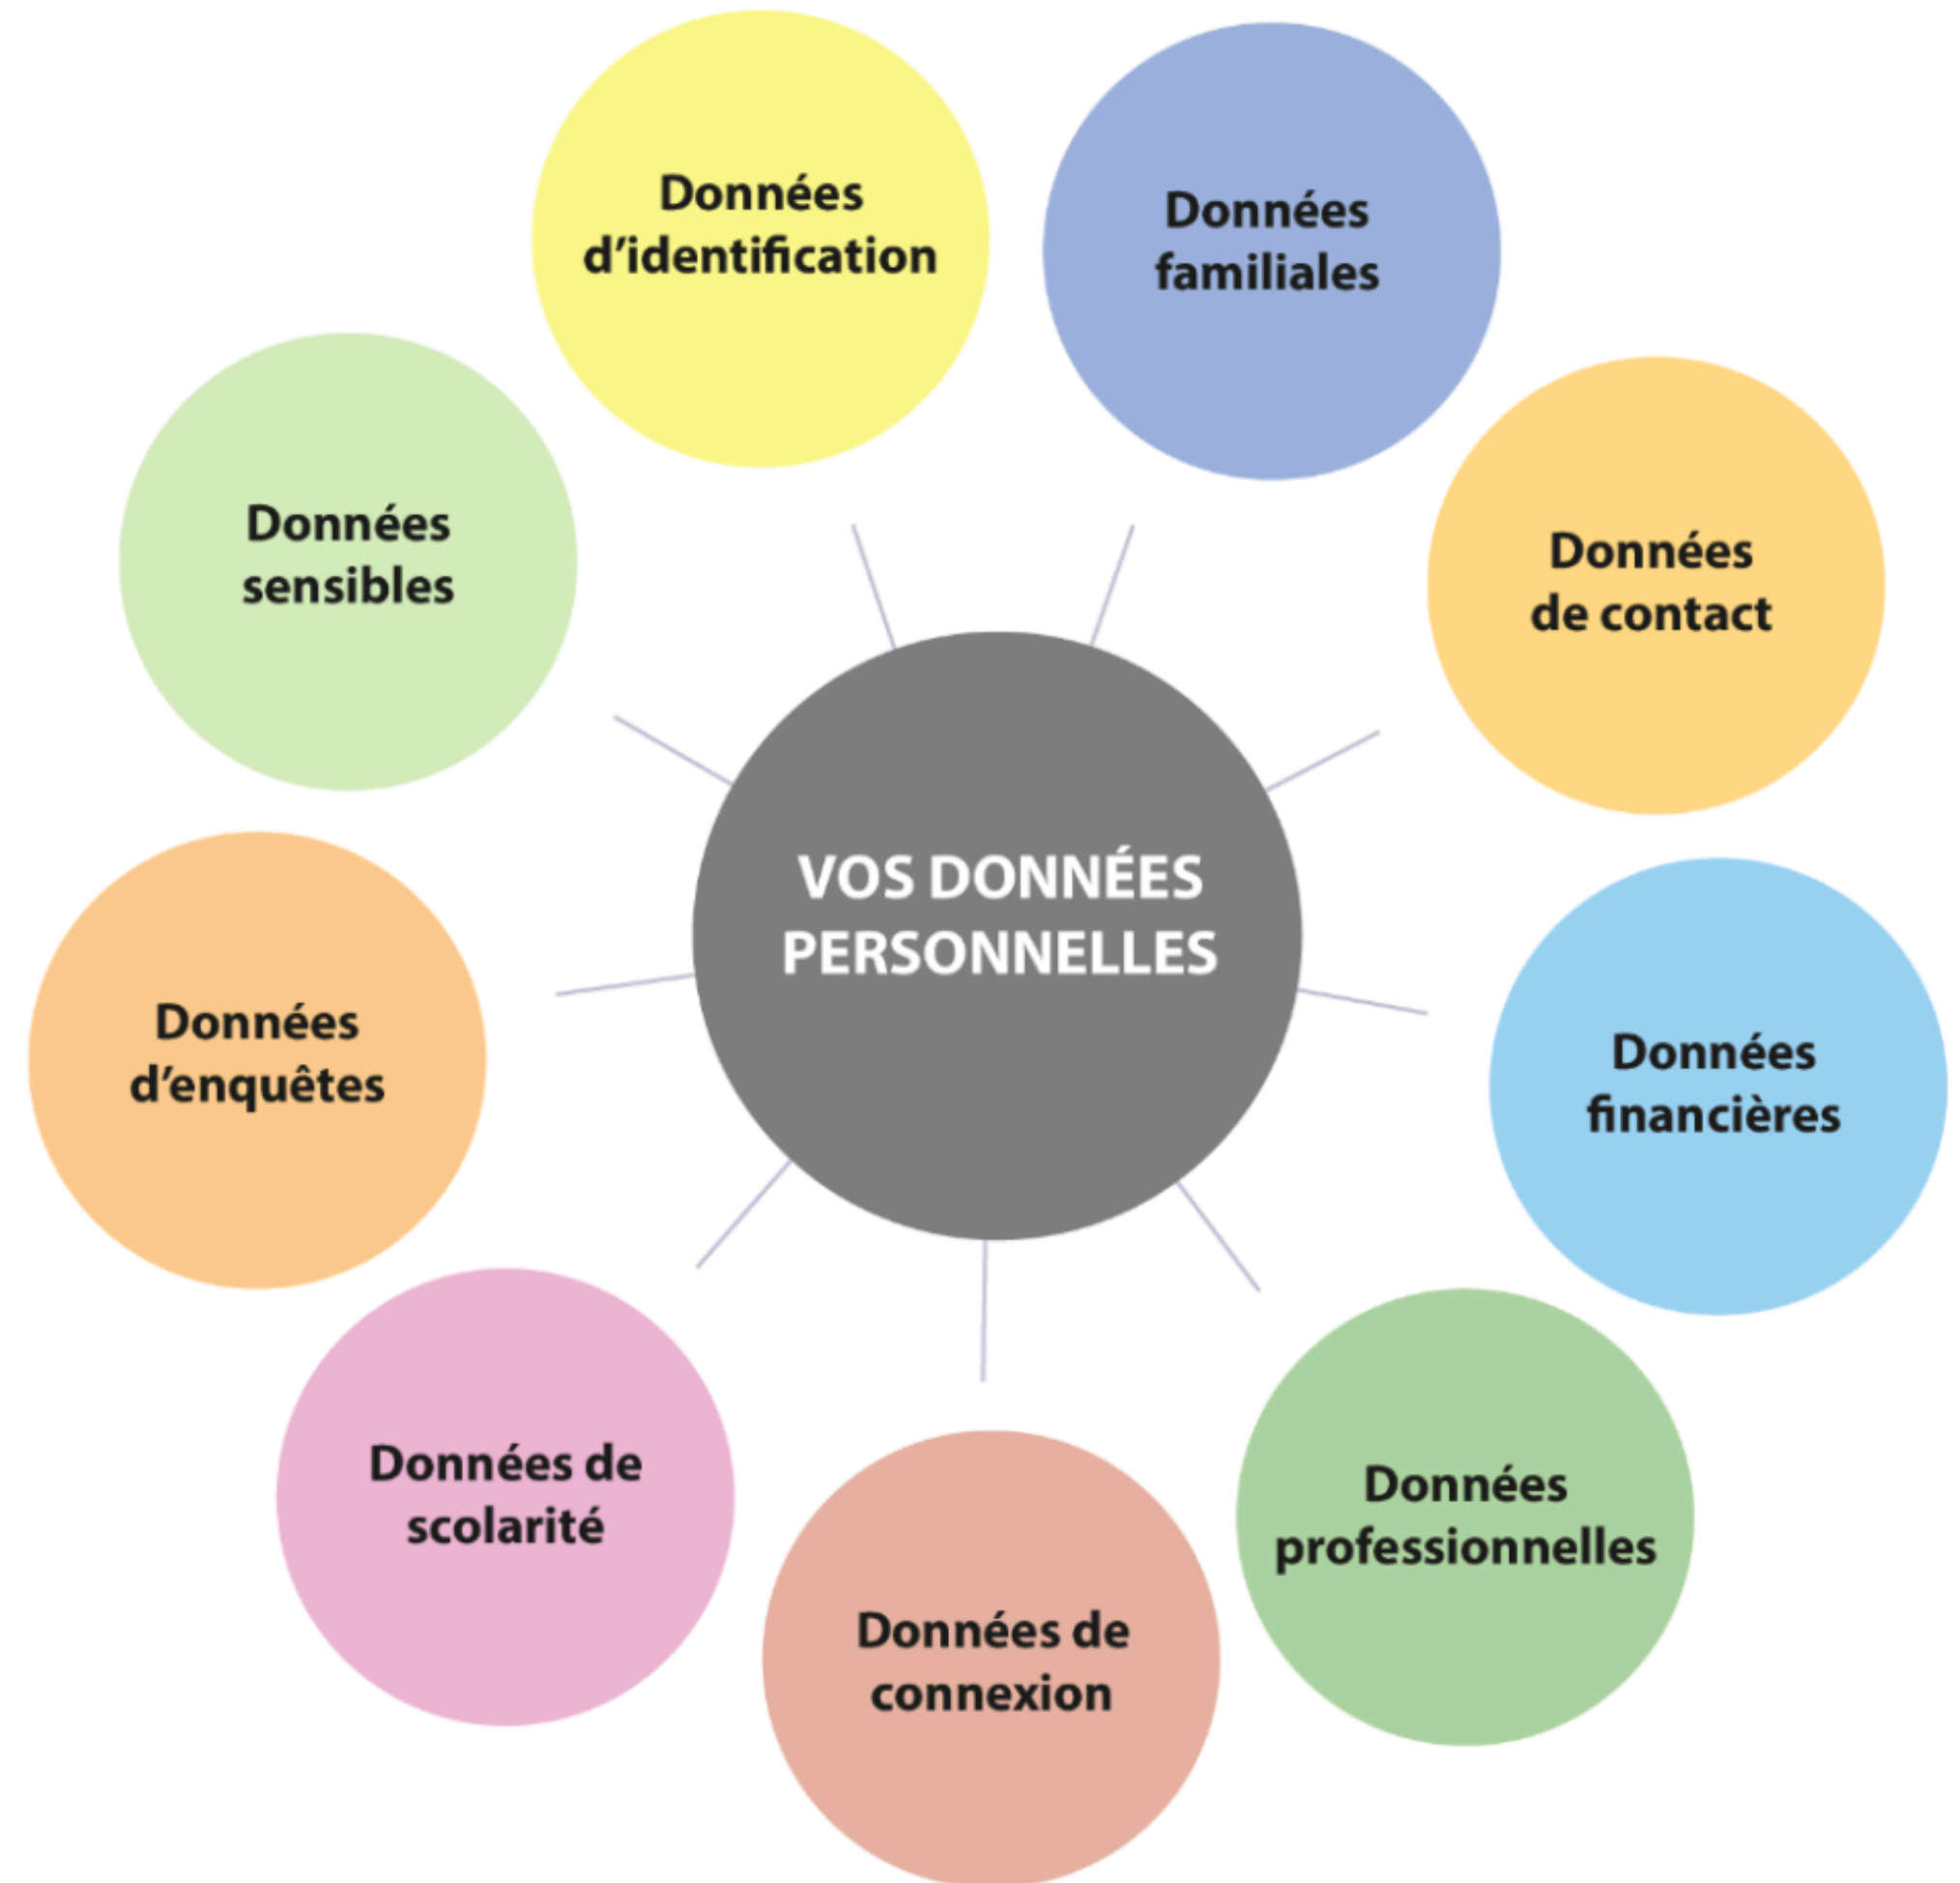 Données
d’identification
Données
familiales
Données
de contact
Données
financières
Données
professionnelles
Données de
connexion
Données de
scolarité
Données
d’enquêtes
Données
sensibles
VOS DONNÉES
PERSONNELLES